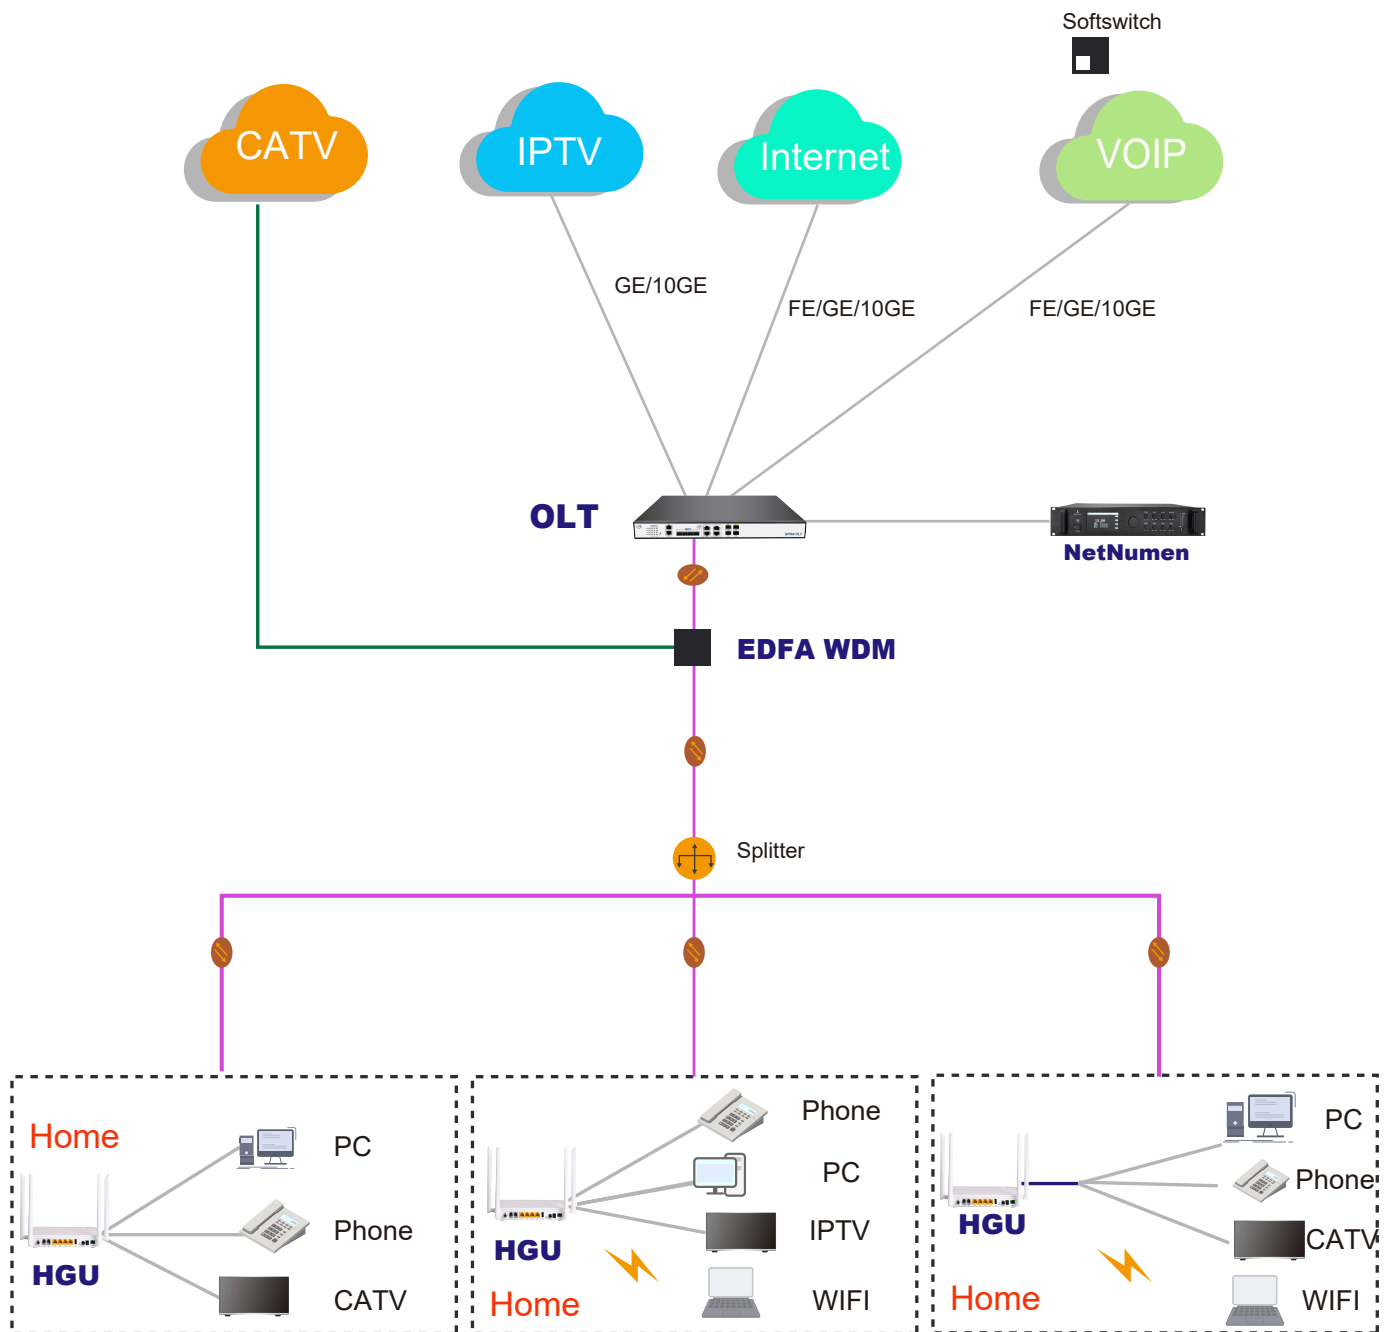 Softswitch
CATV
IPTV
Internet
VOIP
GE/10GE
FE/GE/10GE
FE/GE/10GE
OLT
NetNumen
EDFA WDM
Splitter
Home
PC
Phone
CATV
HGU
Phone
PC
IPTV
WIFI
HGU
Home
PC
Phone
CATV
WIFI
HGU
Home